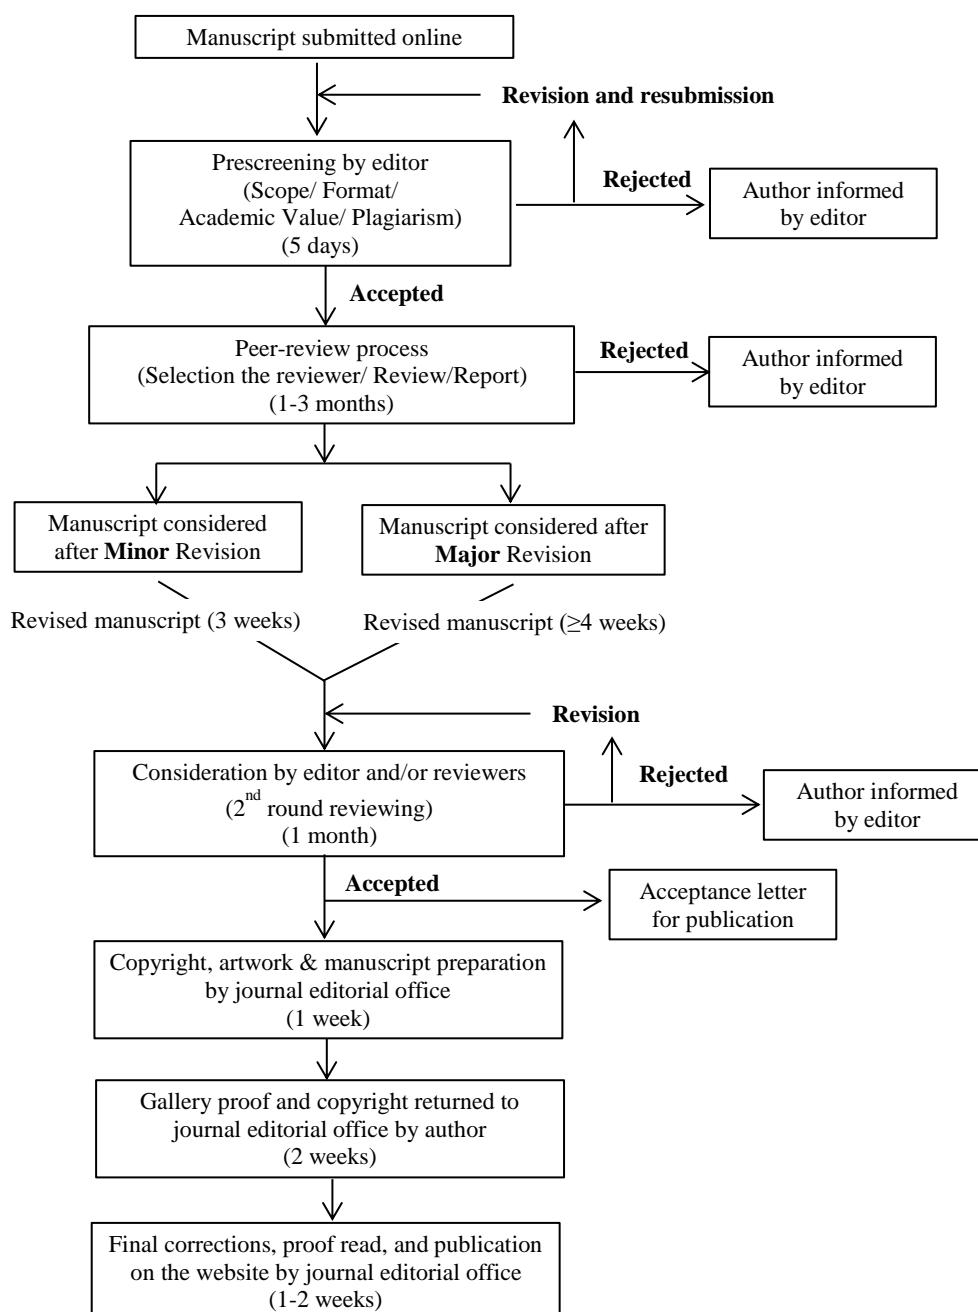 Manuscript submitted online
Revision and resubmission
Prescreening by editor
(Scope/ Format/
Academic Value/ Plagiarism)
(5 days)
Rejected
Author informed
by editor
Accepted
Peer-review process
(Selection the reviewer/ Review/Report)
(1-3 months)
Rejected
Author informed
by editor
Manuscript considered
after Minor Revision
Manuscript considered after
Major Revision
Revised manuscript (3 weeks)
Revised manuscript (≥4 weeks)
Revision
Consideration by editor and/or reviewers
(2nd round reviewing)
(1 month)
Rejected
Author informed
by editor
Accepted
Acceptance letter
for publication
Copyright, artwork & manuscript preparation
by journal editorial office
(1 week)
Gallery proof and copyright returned to
journal editorial office by author
(2 weeks)
Final corrections, proof read, and publication
on the website by journal editorial office
(1-2 weeks)